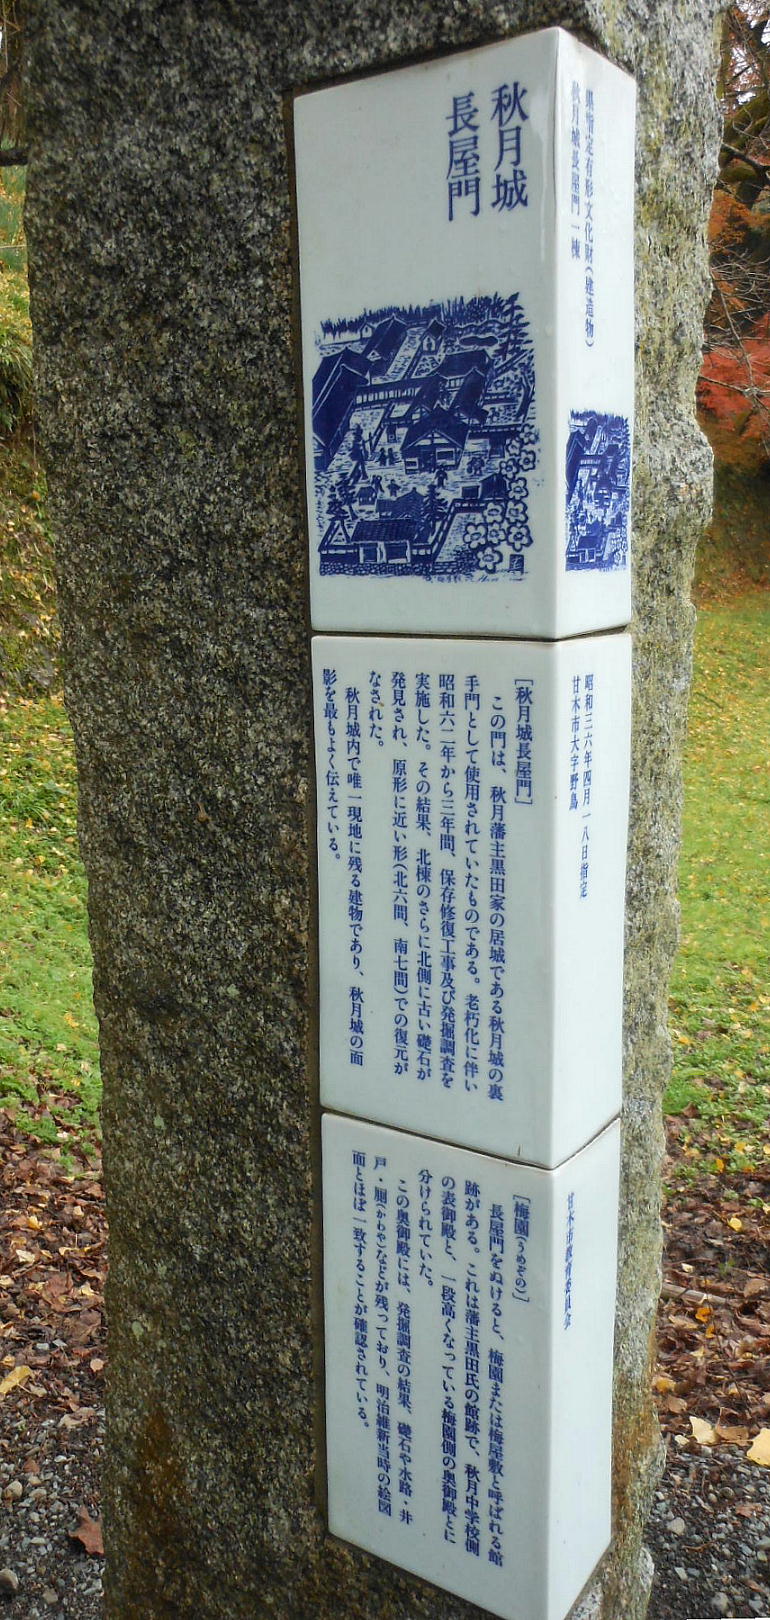 秋月城
長屋門
[秋月城長屋門]
この門は、秋月藩主黒田家の居城である秋月城の裏
手門として使用されていたものである。老朽化に伴い
昭和六二年から三年間、保存修復工事及び発掘調査を
実施した。その結果、北棟のさらに北側に古い礎石が
発見され、原形に近い形(北六間、南七間)での復元が
なされた。
秋月城内で唯一現地に残る建物であり、秋月城の面
影を最もよく伝えている。
[梅園(うめぞの)]
長屋門をぬけると、梅園または梅屋敷と呼ばれる館
跡がある。これは藩主黒田氏の館跡で、秋月中学校側
の表御殿と、一段高くなっている梅園側の奥御殿とに
分けられていた。
この奥御殿には、発掘調査の結果、礎石や水路・井
戸・厠(かわや)などが残っており、明治維新当時の絵図
面とほぼ一致することが確認されている。
県指定有形文化財(建造物)
秋月城長屋門一棟
昭和三六年四月一八日指定
甘木市大字野鳥
甘木市教育委員会